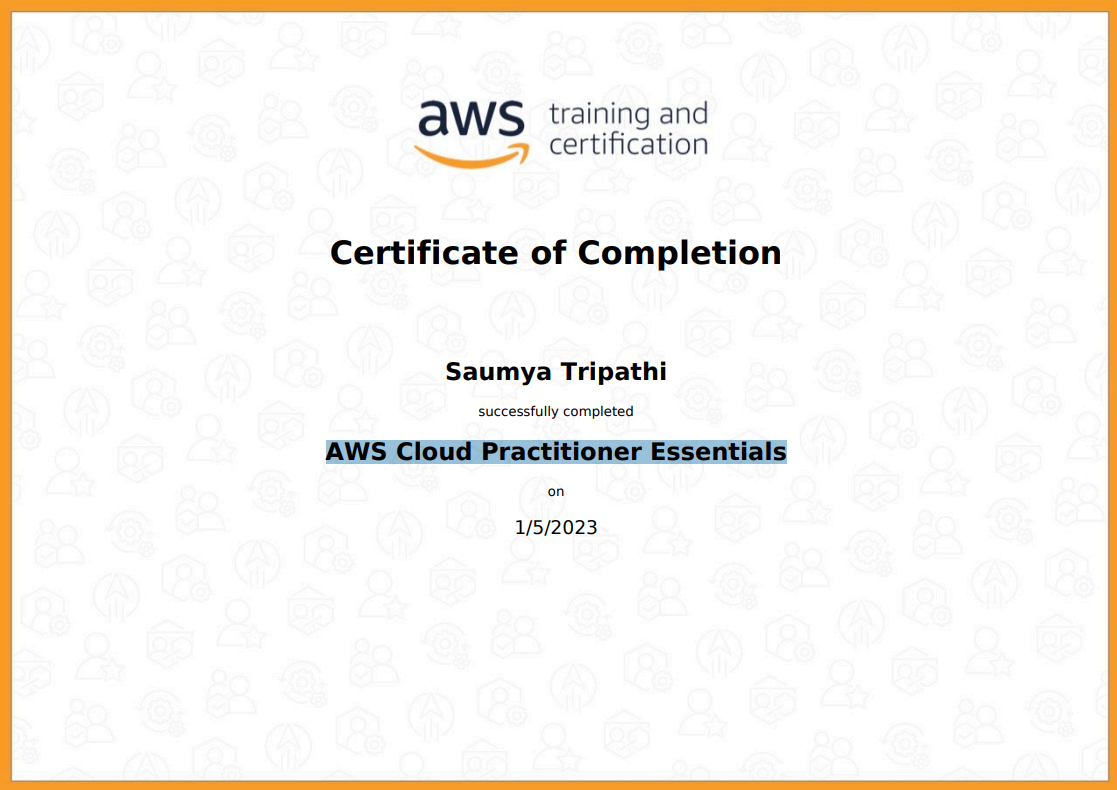 aws training and
certification
Certificate of Completion
Saumya Tripathi
successfully completed
AWS Cloud Practitioner Essentials
on
1/5/2023